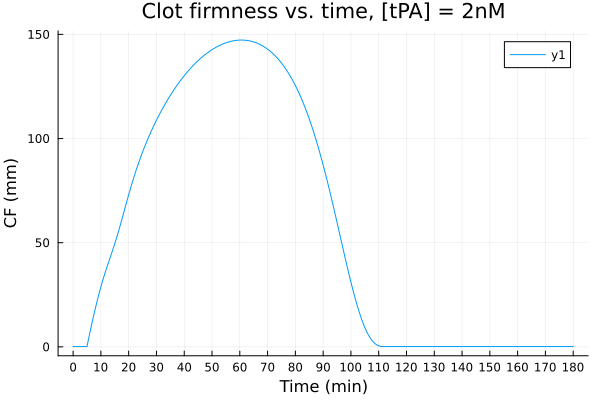 Clot firmness vs. time, [tPA] = 2nM
y1
150
100
50
0
CF (mm)
0 10 20 30 40 50 60 70 80 90 100 110 120 130 140 150 160 170 180
Time (min)